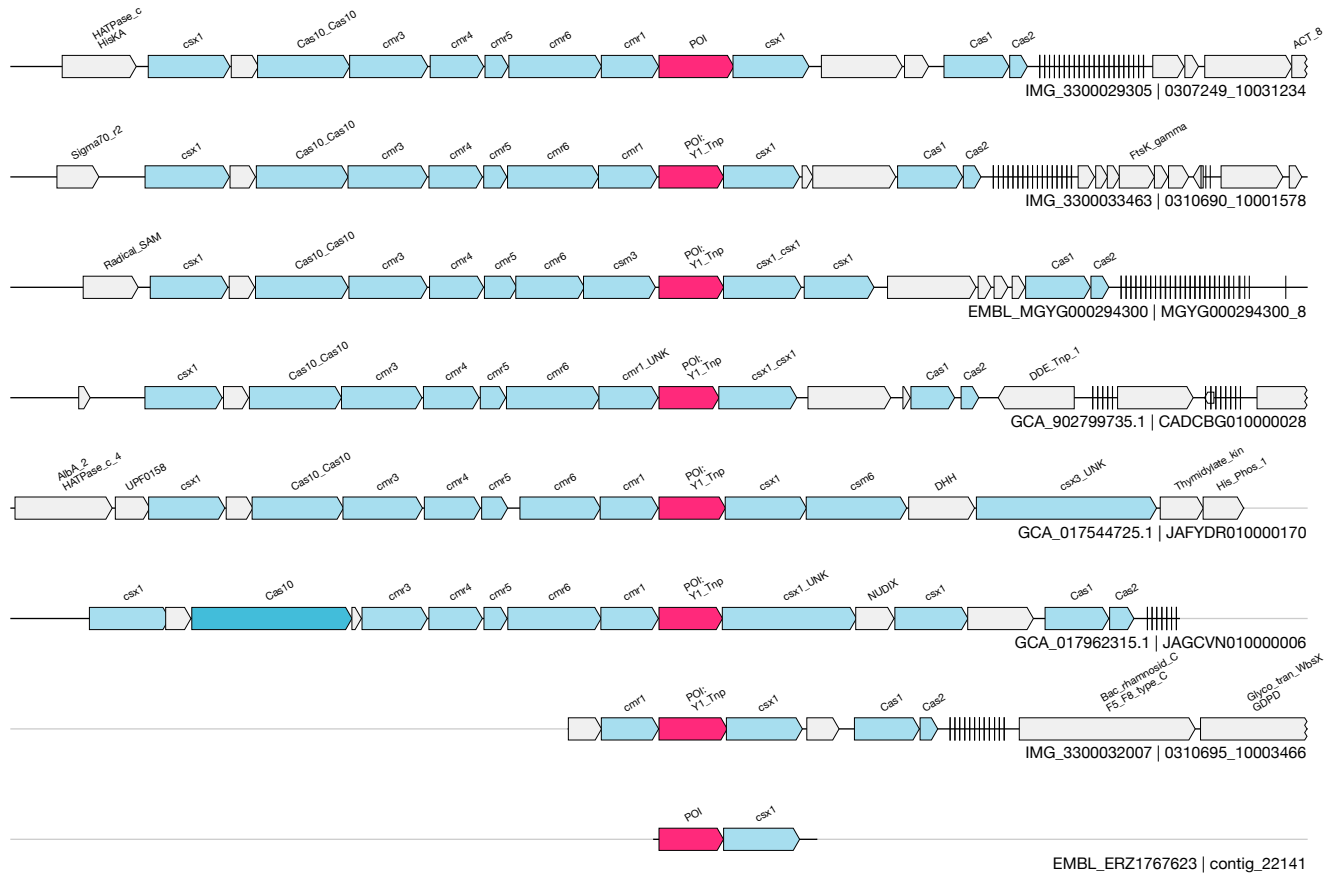 HATPase_c
HisKA
csx1
Cas10_Cas10
cmr3
cmr4
cmr5
cmr6
cmr1
POI
csx1
Cas1
Cas2
ACT_8
IMG_3300029305 | 0307249_10031234
Sigma70_r2
csx1
Cas10_Cas10
cmr3
cmr4
cmr5
cmr6
cmr1
POI:
Y1_Tnp
csx1
Cas1
Cas2
FtsK_gamma
IMG_3300033463 | 0310690_10001578
Radical_SAM
csx1
Cas10_Cas10
cmr3
cmr4
cmr5
cmr6
csm3
POI:
Y1_Tnp
csx1_csx1
csx1
Cas1
Cas2
EMBL_MGYG000294300 | MGYG000294300_8
csx1
Cas10_Cas10
cmr3
cmr4
cmr5
cmr6
cmr1_UNK
POI:
Y1_Tnp
csx1_csx1
Cas1
Cas2
DDE_Tnp_1
GCA_902799735.1 | CADCBG010000028
AlbA_2
HATPase_c_4
UPF0158
csx1
Cas10_Cas10
cmr3
cmr4
cmr5
cmr6
cmr1
POI:
Y1_Tnp
csx1
csm6
DHH
csx3_UNK
Thymidylate_kin
His_Phos_1
GCA_017544725.1 | JAFYDR010000170
csx1
Cas10
cmr3
cmr4
cmr5
cmr6
cmr1
POI:
Y1_Tnp
csx1_UNK
NUDIX
csx1
Cas1
Cas2
GCA_017962315.1 | JAGCVN010000006
cmr1
POI:
Y1_Tnp
csx1
Cas1
Cas2
Bac_rhamnosid_C
F5_F8_type_C
Glyco_tran_WbsX
GDPD
IMG_3300032007 | 0310695_10003466
POI
csx1
EMBL_ERZ1767623 | contig_22141